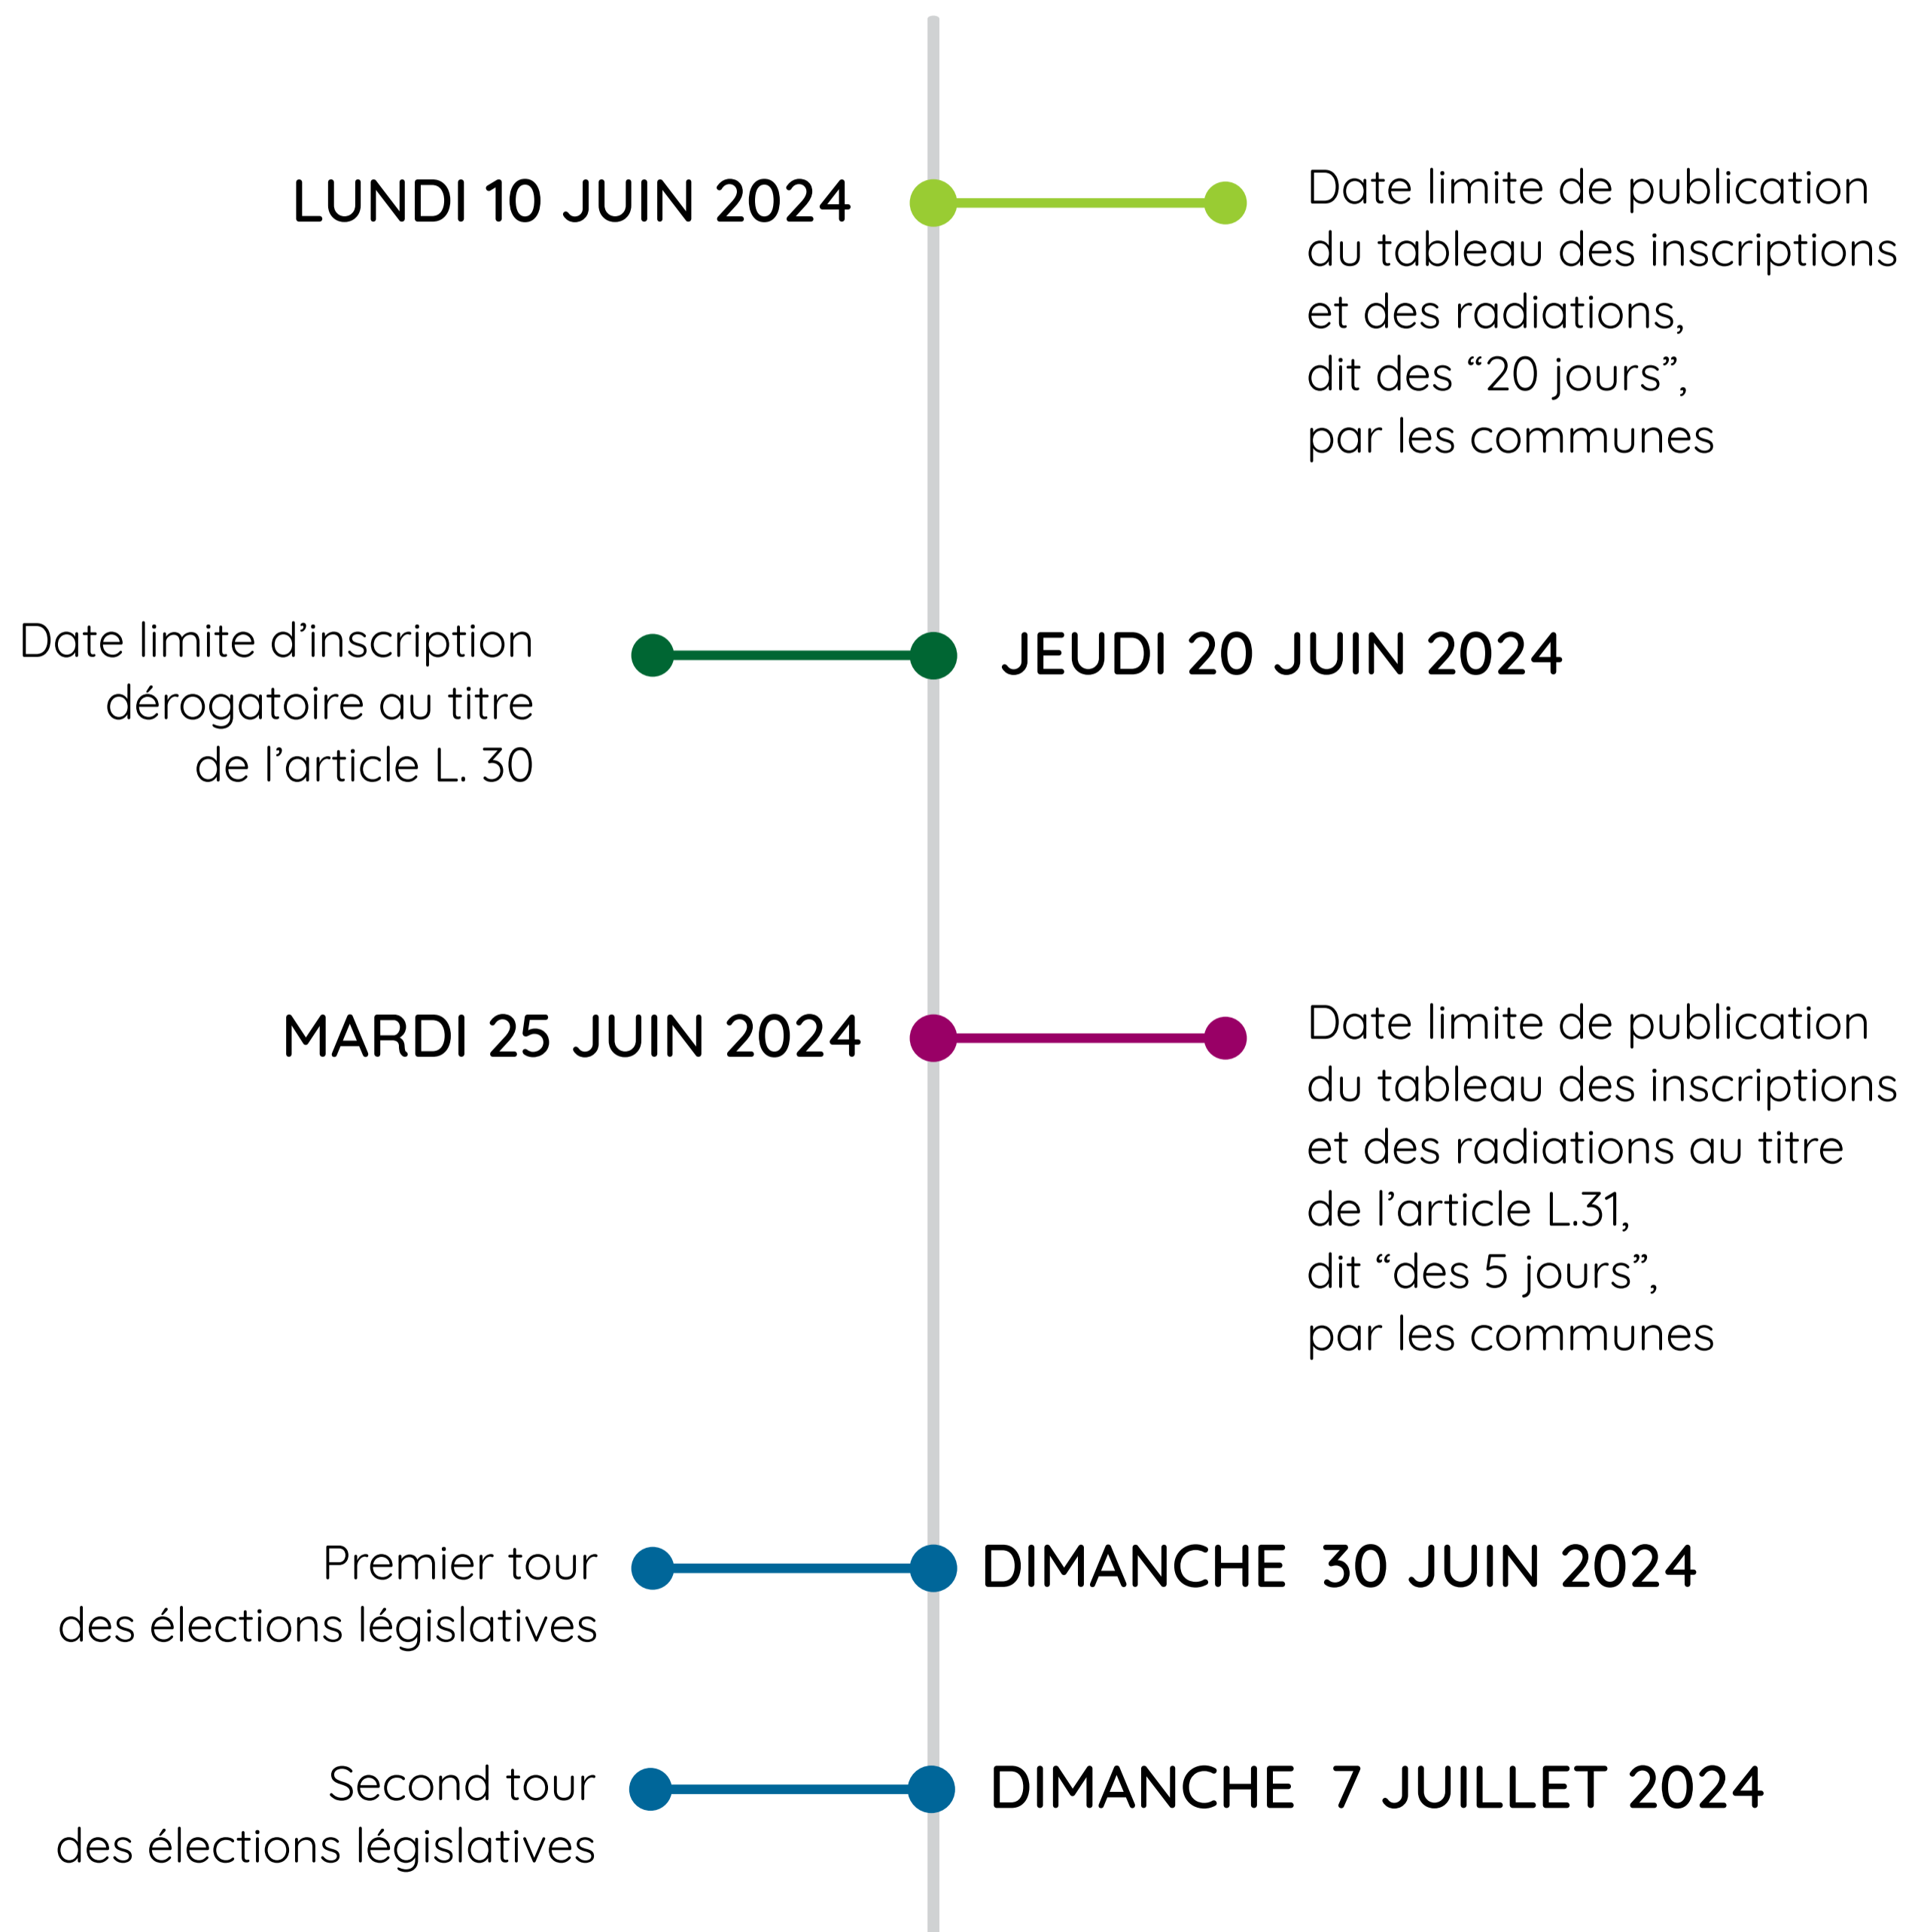 LUNDI 10 JUIN 2024
Date limite de publication
du tableau des inscriptions
et des radiations,
dit des “20 jours”,
par les communes
Date limite d’inscription
dérogatoire au titre
de l’article L. 30
JEUDI 20 JUIN 2024
MARDI 25 JUIN 2024
Date limite de publication
du tableau des inscriptions
et des radiations au titre
de l’article L.31,
dit “des 5 jours”,
par les communes
Premier tour
des élections législatives
DIMANCHE 30 JUIN 2024
Second tour
des élections législatives
DIMANCHE 7 JUILLET 2024